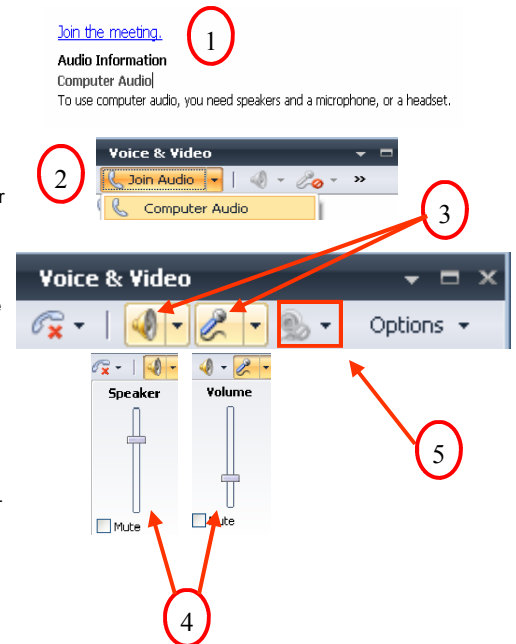 Join the meeting.
1
Audio Information
Computer Audio
To use computer audio, you need speakers and a microphone, or a headset.
Voice & Video
2
Join Audio
»
r
Computer Audio
3
Voice & Video
Options
Speaker
Volume
5
Mute
Mute
4